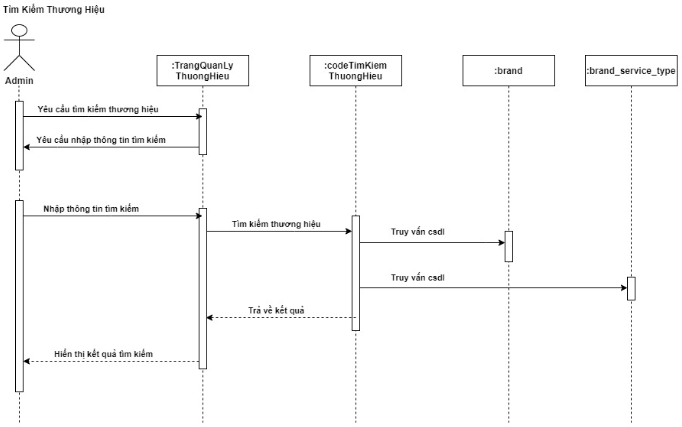 Tìm Kiếm Thương Hiệu
Admin
:TrangQuanLy
ThuongHieu
:codeTimKiem
ThuongHieu
:brand
:brand_service_type
Yêu cầu tìm kiếm thương hiệu
Yêu cầu nhập thông tin tìm kiếm
Nhập thông tin tìm kiếm
Tìm kiếm thương hiệu
Truy vấn csdl
Truy vấn csdl
Trả về kết quả
Hiển thị kết quả tìm kiếm